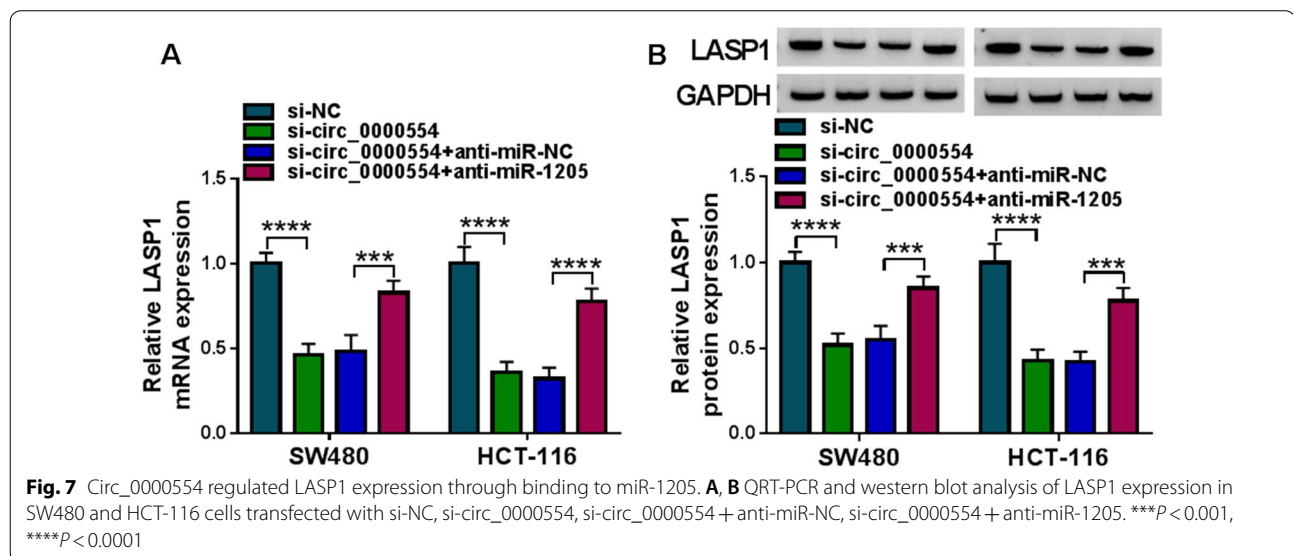 A
si-NC
si-circ_0000554
si-circ_0000554+anti-miR-NC
si-circ_0000554+anti-miR-1205
Relative LASP1
mRNA expression
1.5
1.0
0.5
0.0
**** *** **** ****
SW480 HCT-116
B
LASP1
GAPDH
si-NC
si-circ_0000554
si-circ_0000554+anti-miR-NC
si-circ_0000554+anti-miR-1205
Relative LASP1
protein expression
1.5
1.0
0.5
0.0
**** *** **** ***
SW480 HCT-116
Fig. 7 Circ_0000554 regulated LASP1 expression through binding to miR-1205. A, B QRT-PCR and western blot analysis of LASP1 expression in
SW480 and HCT-116 cells transfected with si-NC, si-circ_0000554, si-circ_0000554 + anti-miR-NC, si-circ_0000554 + anti-miR-1205. ***P < 0.001,
****P < 0.0001